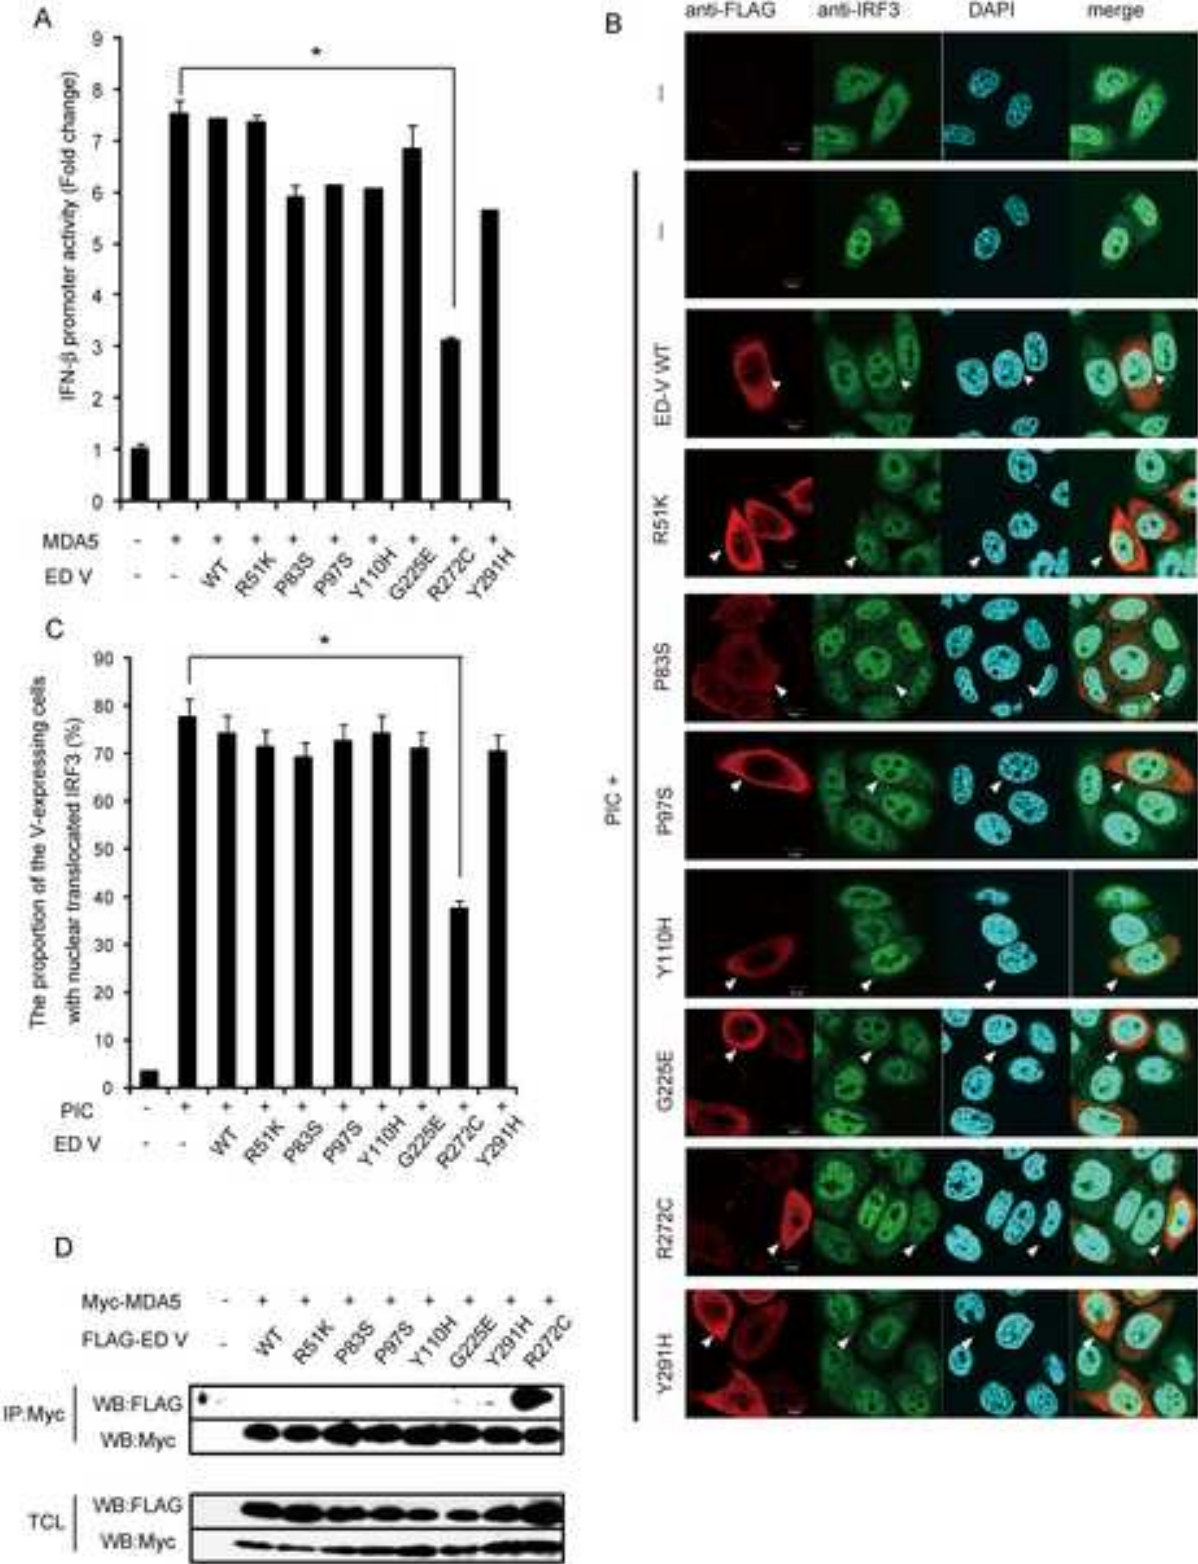 A
IFN-β promoter activity (Fold change)
9
8
7
6
5
4
3
2
1
0
*
MDA5 - + + + + + + + + +
ED V - - WT R51K P83S P97S Y110H G225E R272C Y291H
B
anti-FLAG anti-IRF3 DAPI merge
–
–
ED-V WT
R51K
P83S
P97S
Y110H
G225E
R272C
Y291H
PIC +
C
The proportion of the V-expressing cells
with nuclear translocated IRF3 (%)
90
80
70
60
50
40
30
20
10
0
*
PIC - + + + + + + + + +
ED V - - WT R51K P83S P97S Y110H G225E R272C Y291H
D
Myc-MDA5 - + + + + + + + +
FLAG-ED V - WT R51K P83S P97S Y110H G225E Y291H R272C
IP:Myc
WB:FLAG
WB:Myc
TCL
WB:FLAG
WB:Myc